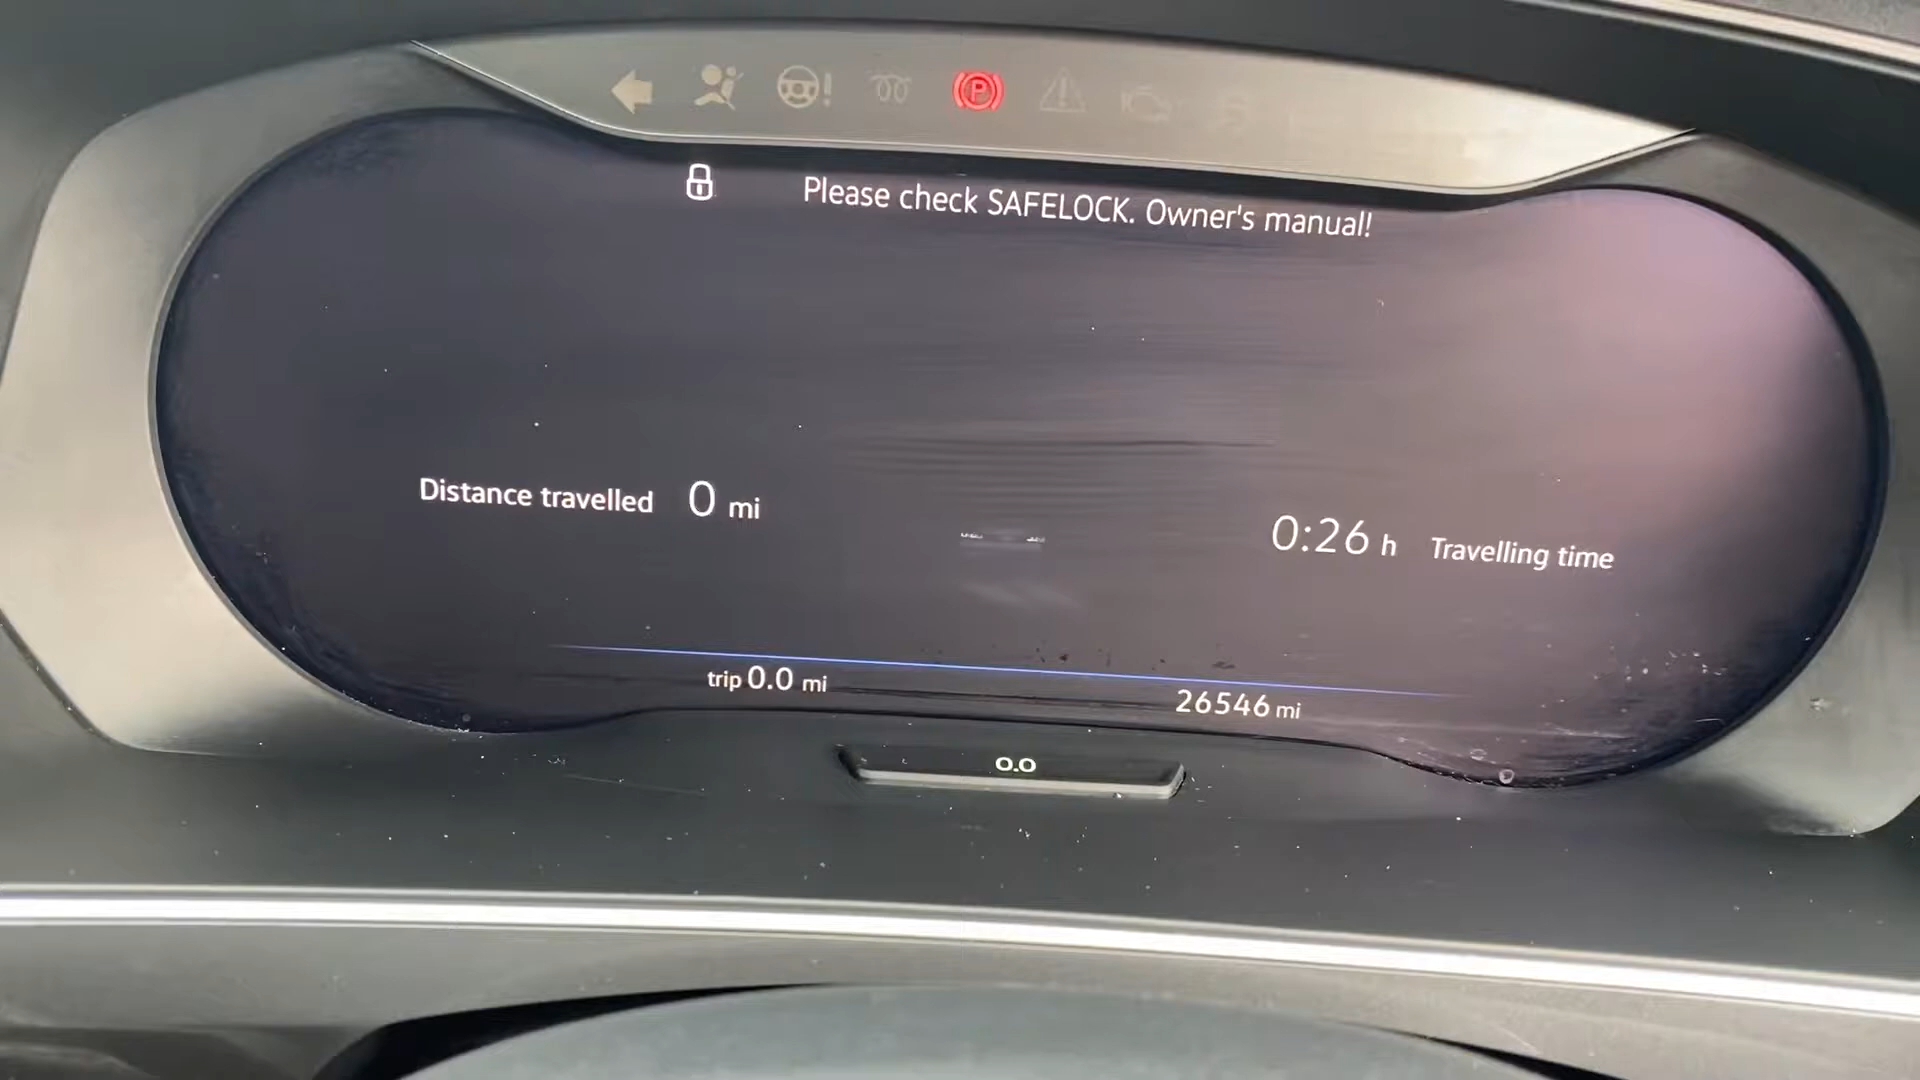 P
Please check SAFELOCK. Owner's manual!
Distance travelled 0 mi
0:26 h Travelling time
trip 0.0 mi
26546 mi
0.0